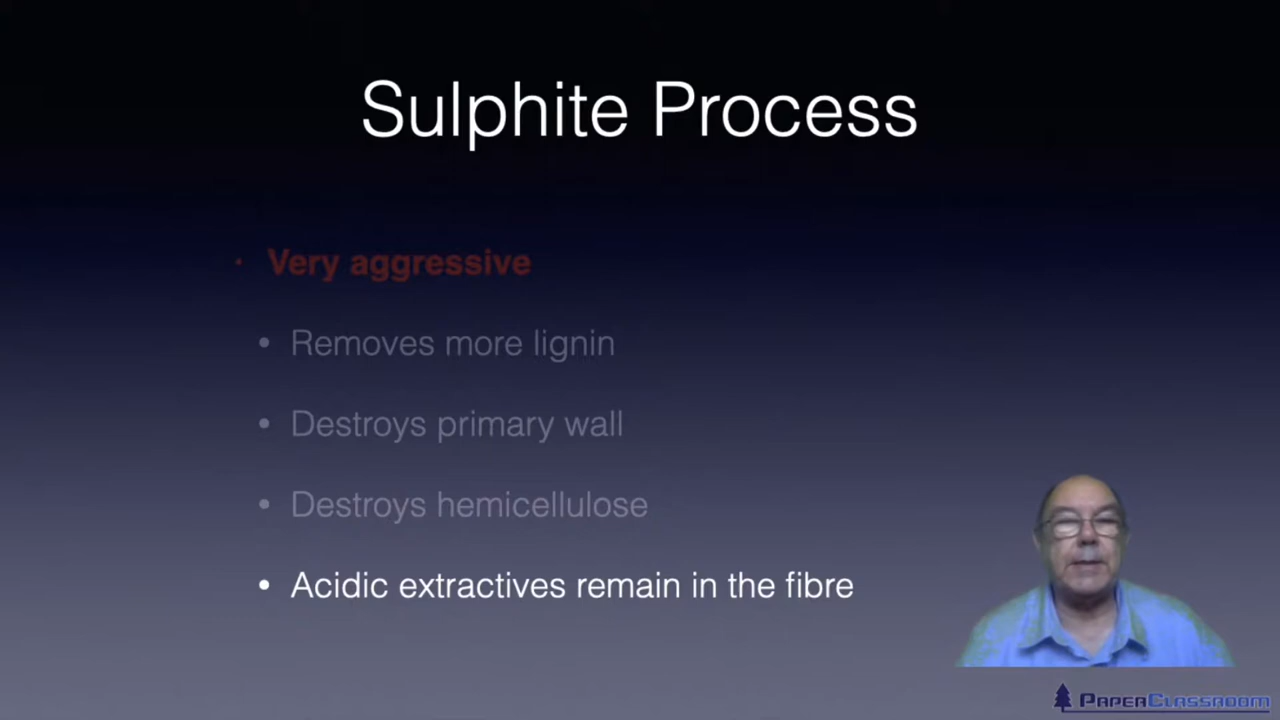 Sulphite Process
• Very aggressive
• Removes more lignin
• Destroys primary wall
• Destroys hemicellulose
• Acidic extractives remain in the fibre
PaperClassroom